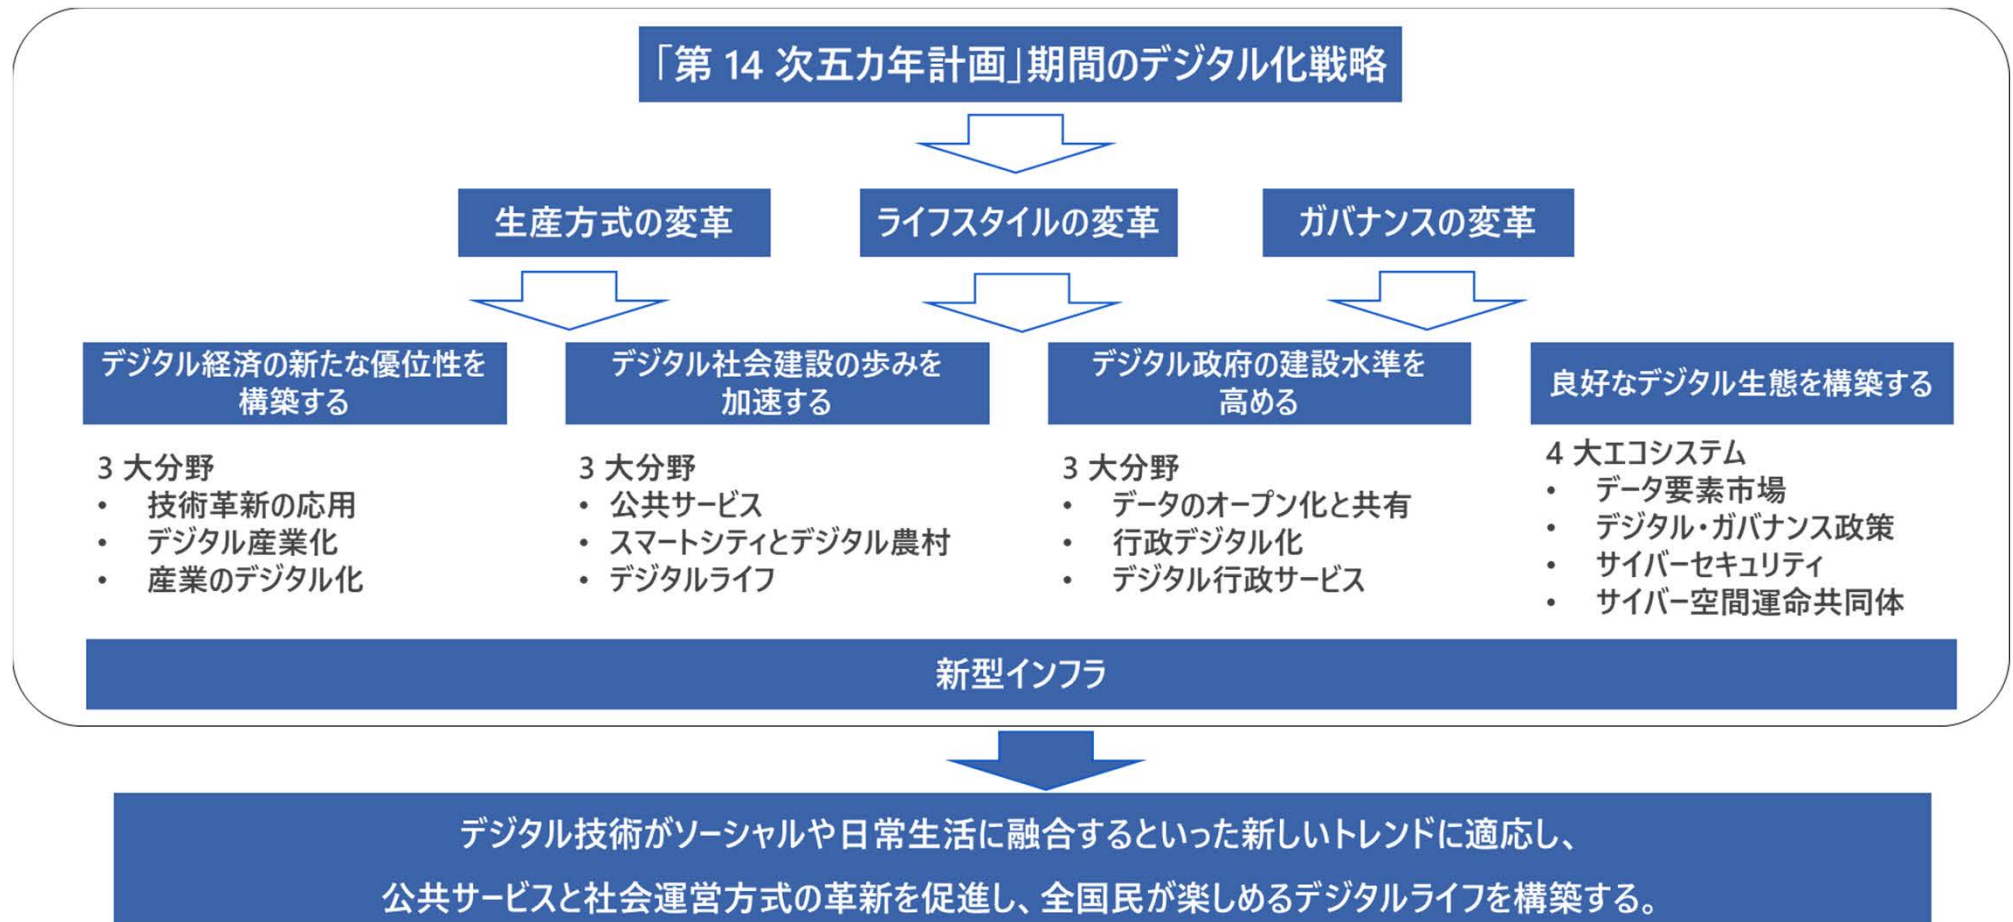 「第 14 次五カ年計画」期間のデジタル化戦略
生産方式の変革
ライフスタイルの変革
ガバナンスの変革
デジタル経済の新たな優位性を
構築する
3 大分野
• 技術革新の応用
• デジタル産業化
• 産業のデジタル化
デジタル社会建設の歩みを
加速する
3 大分野
• 公共サービス
• スマートシティとデジタル農村
• デジタルライフ
デジタル政府の建設水準を
高める
3 大分野
• データのオープン化と共有
• 行政デジタル化
• デジタル行政サービス
良好なデジタル生態を構築する
4 大エコシステム
• データ要素市場
• デジタル・ガバナンス政策
• サイバーセキュリティ
• サイバー空間運命共同体
新型インフラ
デジタル技術がソーシャルや日常生活に融合するといった新しいトレンドに適応し、
公共サービスと社会運営方式の革新を促進し、全国民が楽しめるデジタルライフを構築する。